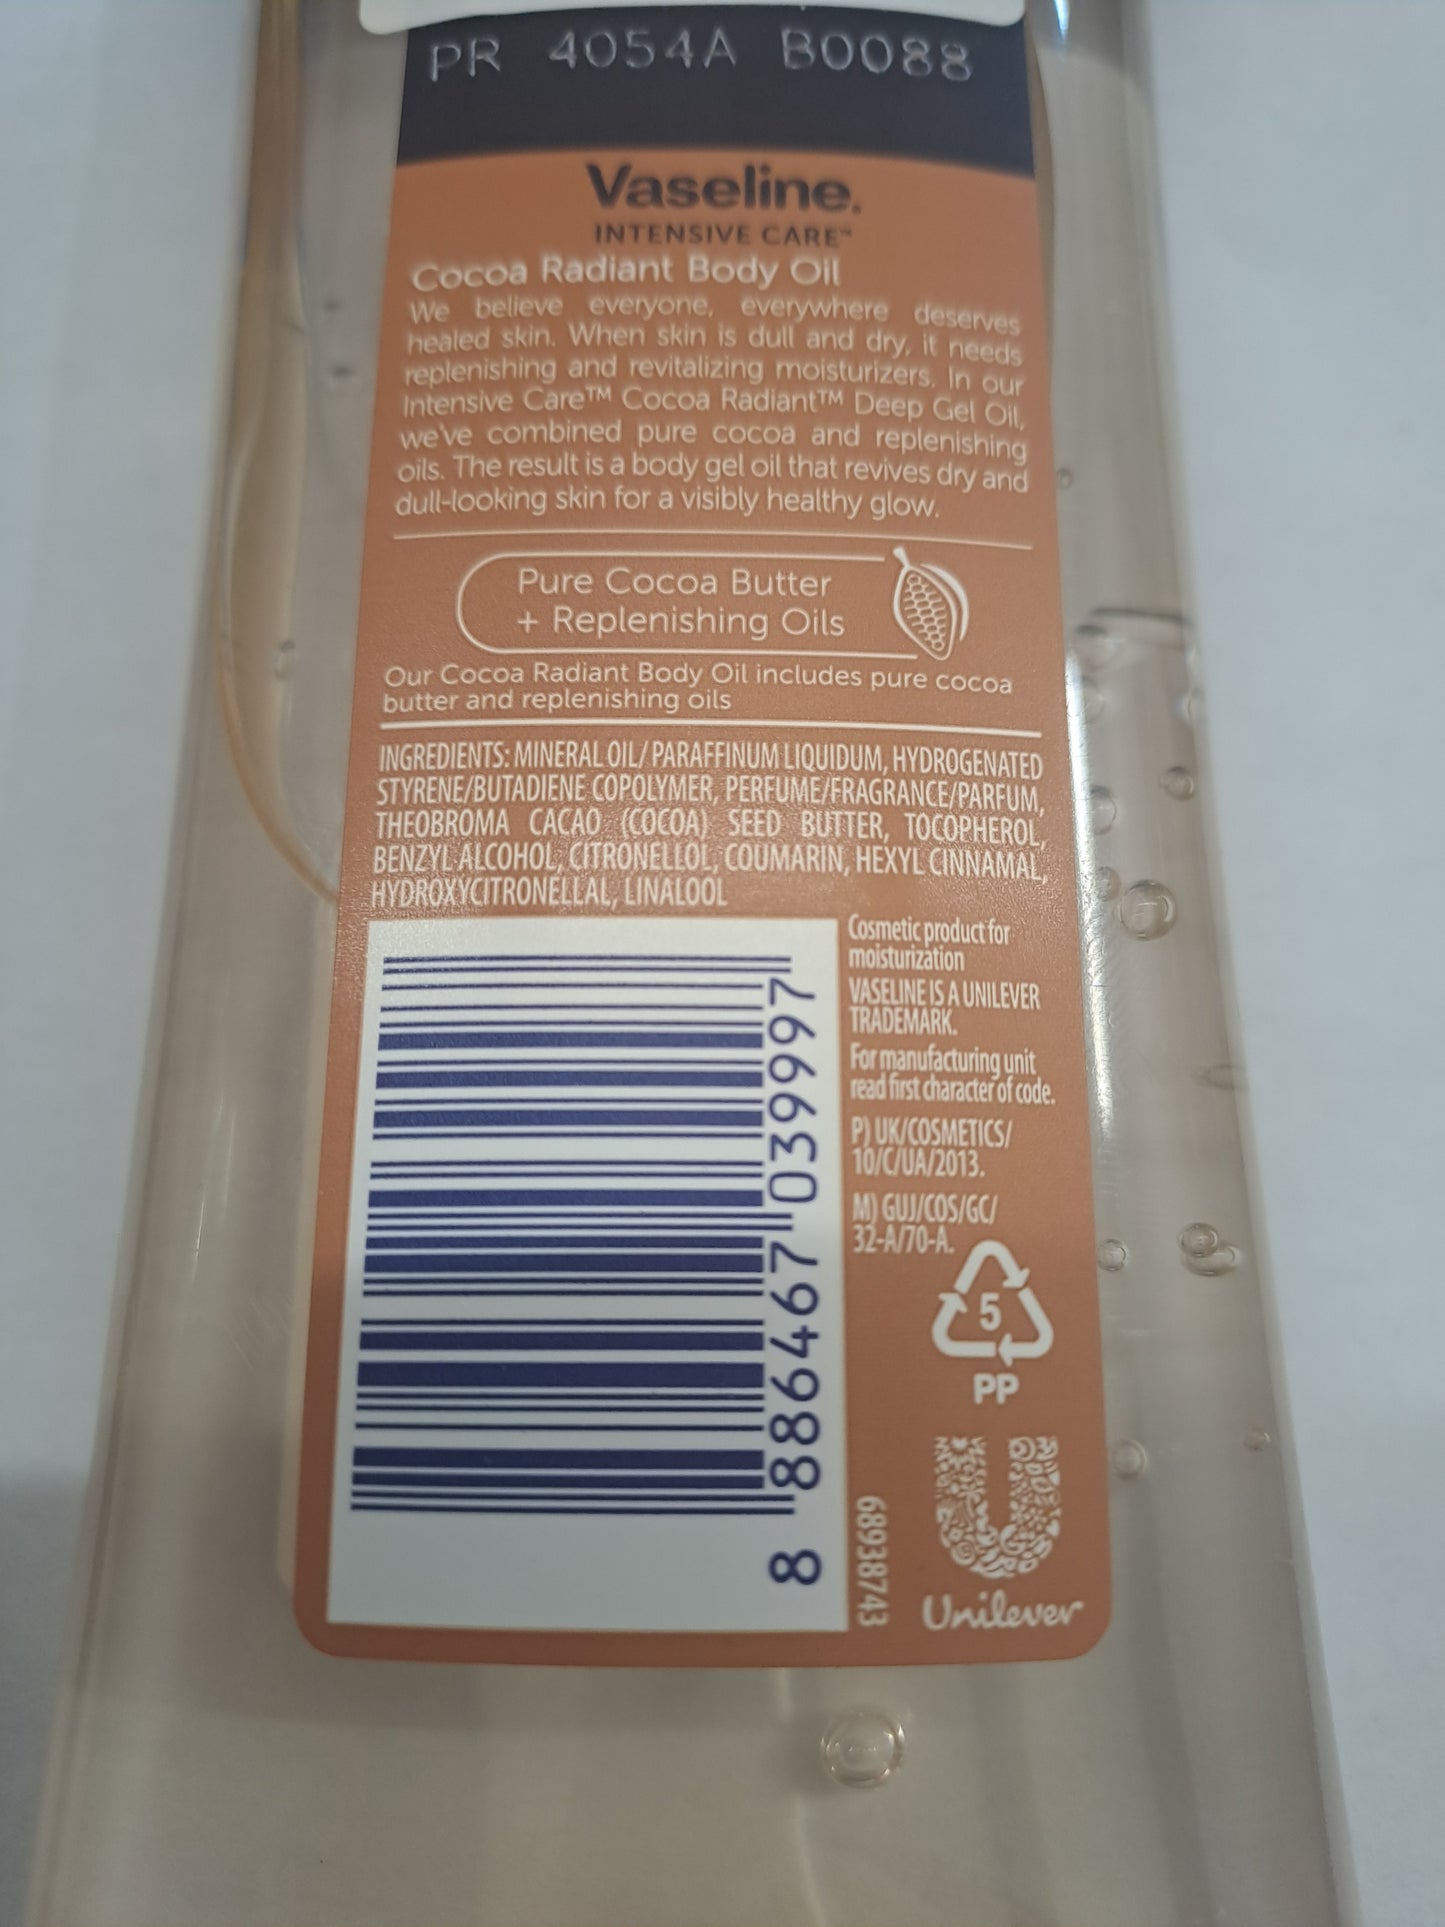 PR 4054A B0088
Vaseline.
INTENSIVE CARE™
Cocoa Radiant Body Oil
We believe everyone, everywhere deserves
healed skin. When skin is dull and dry, it needs
replenishing and revitalizing moisturizers. In our
Intensive Care™ Cocoa Radiant™ Deep Gel Oil,
we've combined pure cocoa and replenishing
oils. The result is a body gel oil that revives dry and
dull-looking skin for a visibly healthy glow.
Pure Cocoa Butter
+ Replenishing Oils
Our Cocoa Radiant Body Oil includes pure cocoa
butter and replenishing oils
INGREDIENTS: MINERAL OIL/ PARAFFINUM LIQUIDUM, HYDROGENATED
STYRENE/BUTADIENE COPOLYMER, PERFUME/FRAGRANCE/PARFUM,
THEOBROMA CACAO (COCOA) SEED BUTTER, TOCOPHEROL,
BENZYL ALCOHOL, CITRONELLOL, COUMARIN, HEXYL CINNAMAL,
HYDROXYCITRONELLAL, LINALOOL
Cosmetic product for
moisturization
VASELINE IS A UNILEVER
TRADEMARK.
For manufacturing unit
read first character of code.
P) UK/COSMETICS/
10/C/UA/2013.
M) GUJ/COS/GC/
32-A/70-A.
5
PP
Unilever
8 886467 039997
68938743